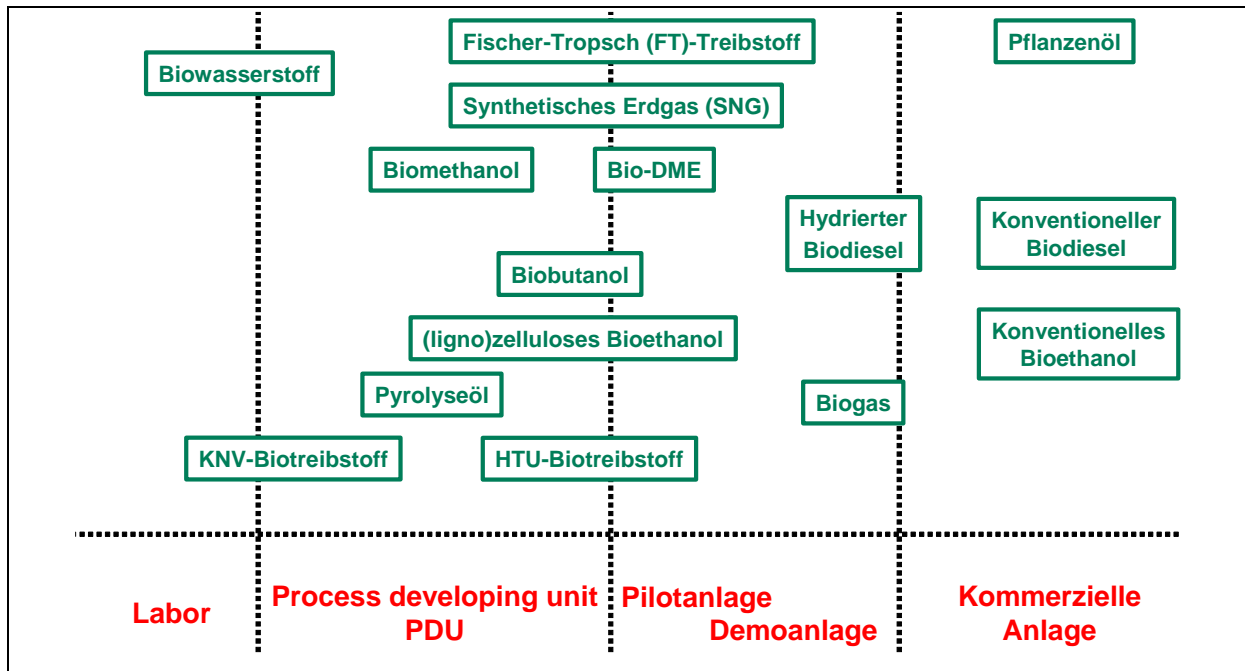 Fischer-Tropsch (FT)-Treibstoff
Pflanzenöl
Biowasserstoff
Synthetisches Erdgas (SNG)
Biomethanol
Bio-DME
Hydrierter
Biodiesel
Konventioneller
Biodiesel
Biobutanol
(ligno)zelluloses Bioethanol
Konventionelles
Bioethanol
Pyrolyseöl
Biogas
KNV-Biotreibstoff
HTU-Biotreibstoff
Labor
Process developing unit
PDU
Pilotanlage
Demoanlage
Kommerzielle
Anlage